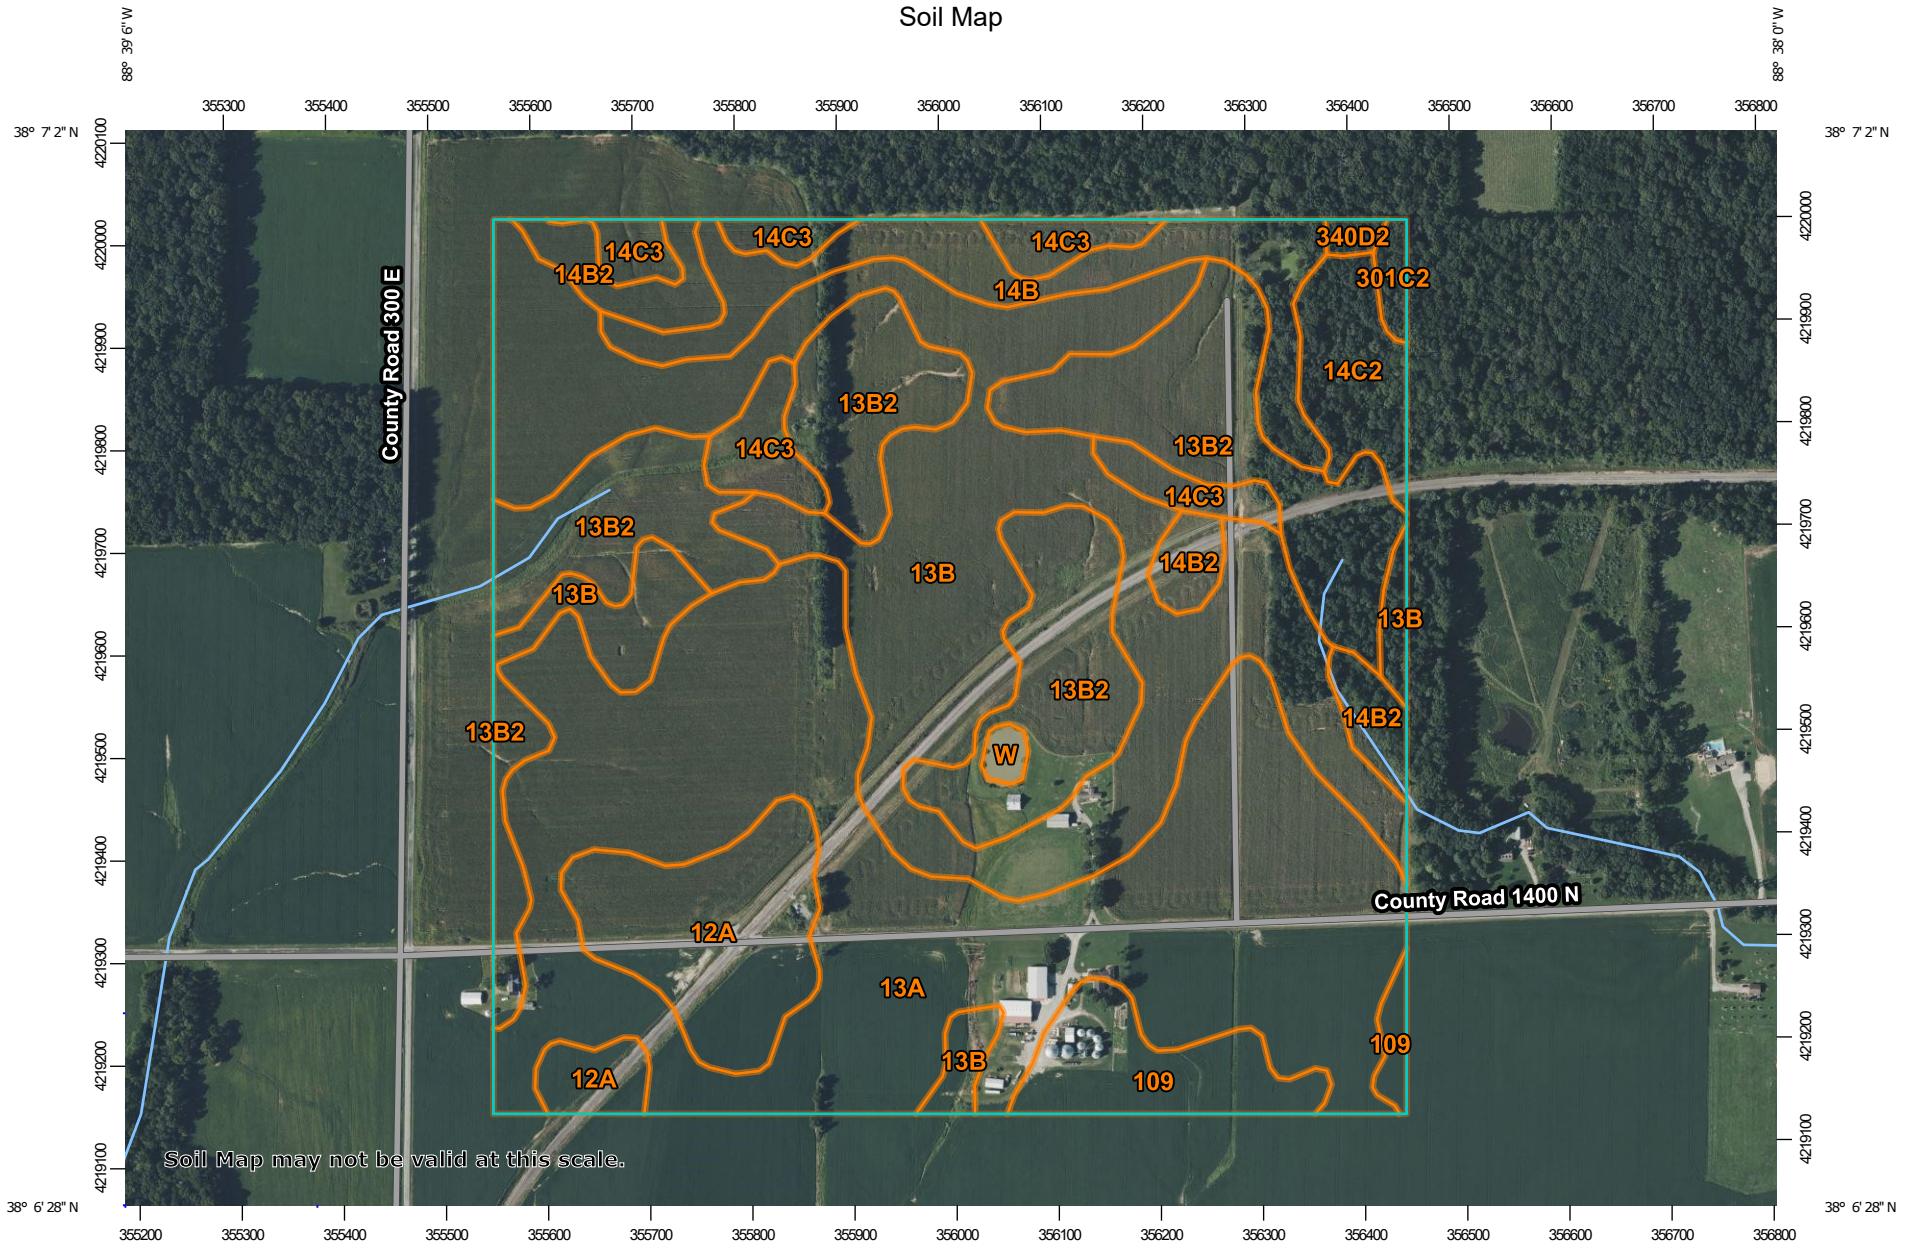 Soil Map
88° 39' 6'' W
88° 38' 0'' W
355300 355400 355500 355600 355700 355800 355900 356000 356100 356200 356300 356400 356500 356600 356700 356800
38° 7' 2'' N
38° 7' 2'' N
4220100
4220000
4219900
4219800
4219700
4219600
4219500
4219400
4219300
4219200
4219100
4220000
4219900
4219800
4219700
4219600
4219500
4219400
4219300
4219200
4219100
14C3
14C3
14C3
340D2
14B2
301C2
14B
14C2
13B2
14C3
13B2
14C3
13B2
13B
14B2
13B
13B
13B2
13B2
14B2
W
12A
13A
109
13B
12A
109
County Road 300 E
County Road 1400 N
Soil Map may not be valid at this scale.
38° 6' 28'' N
38° 6' 28'' N
355200 355300 355400 355500 355600 355700 355800 355900 356000 356100 356200 356300 356400 356500 356600 356700 356800